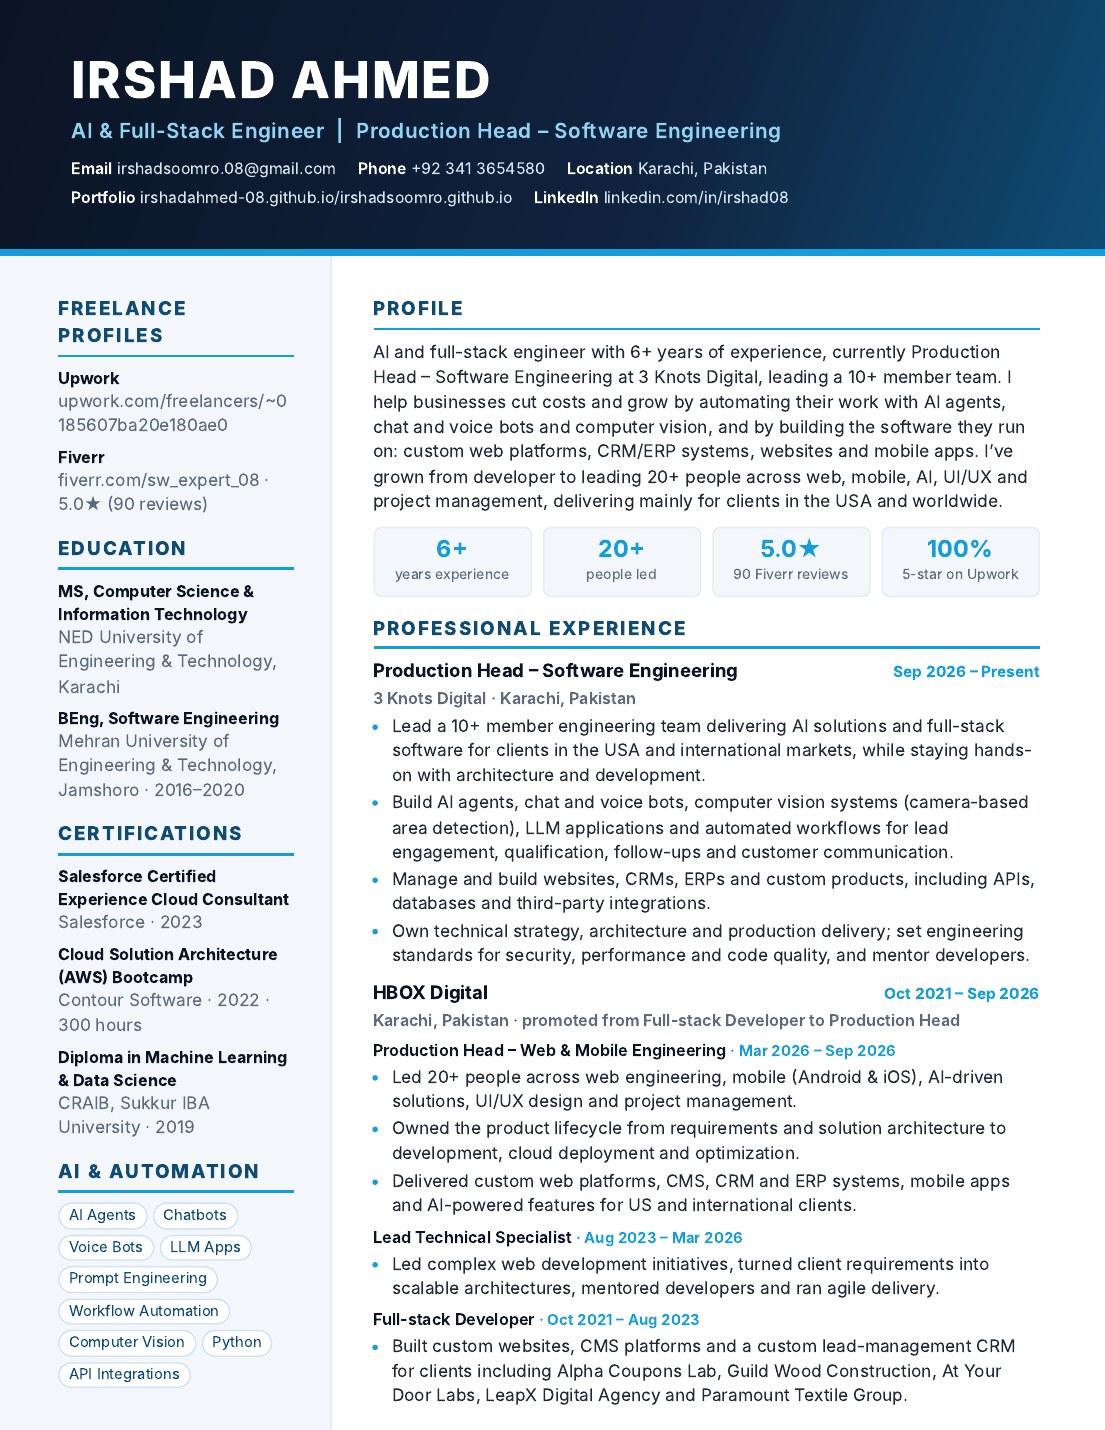 IRSHAD AHMED
AI & Full-Stack Engineer | Production Head – Software Engineering
Email irshadsoomro.08@gmail.com Phone +92 341 3654580 Location Karachi, Pakistan
Portfolio irshadahmed-08.github.io/irshadsoomro.github.io LinkedIn linkedin.com/in/irshad08
FREELANCE
PROFILES
Upwork
upwork.com/freelancers/~0
185607ba20e180ae0
Fiverr
fiverr.com/sw_expert_08 ·
5.0★ (90 reviews)
EDUCATION
MS, Computer Science &
Information Technology
NED University of
Engineering & Technology,
Karachi
BEng, Software Engineering
Mehran University of
Engineering & Technology,
Jamshoro · 2016–2020
CERTIFICATIONS
Salesforce Certified
Experience Cloud Consultant
Salesforce · 2023
Cloud Solution Architecture
(AWS) Bootcamp
Contour Software · 2022 ·
300 hours
Diploma in Machine Learning
& Data Science
CRAIB, Sukkur IBA
University · 2019
AI & AUTOMATION
AI Agents Chatbots
Voice Bots LLM Apps
Prompt Engineering
Workflow Automation
Computer Vision Python
API Integrations
PROFILE
AI and full-stack engineer with 6+ years of experience, currently Production
Head – Software Engineering at 3 Knots Digital, leading a 10+ member team. I
help businesses cut costs and grow by automating their work with AI agents,
chat and voice bots and computer vision, and by building the software they run
on: custom web platforms, CRM/ERP systems, websites and mobile apps. I’ve
grown from developer to leading 20+ people across web, mobile, AI, UI/UX and
project management, delivering mainly for clients in the USA and worldwide.
6+ 20+ 5.0★ 100%
years experience people led 90 Fiverr reviews 5-star on Upwork
PROFESSIONAL EXPERIENCE
Production Head – Software Engineering Sep 2026 – Present
3 Knots Digital · Karachi, Pakistan
• Lead a 10+ member engineering team delivering AI solutions and full-stack
software for clients in the USA and international markets, while staying hands-
on with architecture and development.
• Build AI agents, chat and voice bots, computer vision systems (camera-based
area detection), LLM applications and automated workflows for lead
engagement, qualification, follow-ups and customer communication.
• Manage and build websites, CRMs, ERPs and custom products, including APIs,
databases and third-party integrations.
• Own technical strategy, architecture and production delivery; set engineering
standards for security, performance and code quality, and mentor developers.
HBOX Digital Oct 2021 – Sep 2026
Karachi, Pakistan · promoted from Full-stack Developer to Production Head
Production Head – Web & Mobile Engineering · Mar 2026 – Sep 2026
• Led 20+ people across web engineering, mobile (Android & iOS), AI-driven
solutions, UI/UX design and project management.
• Owned the product lifecycle from requirements and solution architecture to
development, cloud deployment and optimization.
• Delivered custom web platforms, CMS, CRM and ERP systems, mobile apps
and AI-powered features for US and international clients.
Lead Technical Specialist · Aug 2023 – Mar 2026
• Led complex web development initiatives, turned client requirements into
scalable architectures, mentored developers and ran agile delivery.
Full-stack Developer · Oct 2021 – Aug 2023
• Built custom websites, CMS platforms and a custom lead-management CRM
for clients including Alpha Coupons Lab, Guild Wood Construction, At Your
Door Labs, LeapX Digital Agency and Paramount Textile Group.